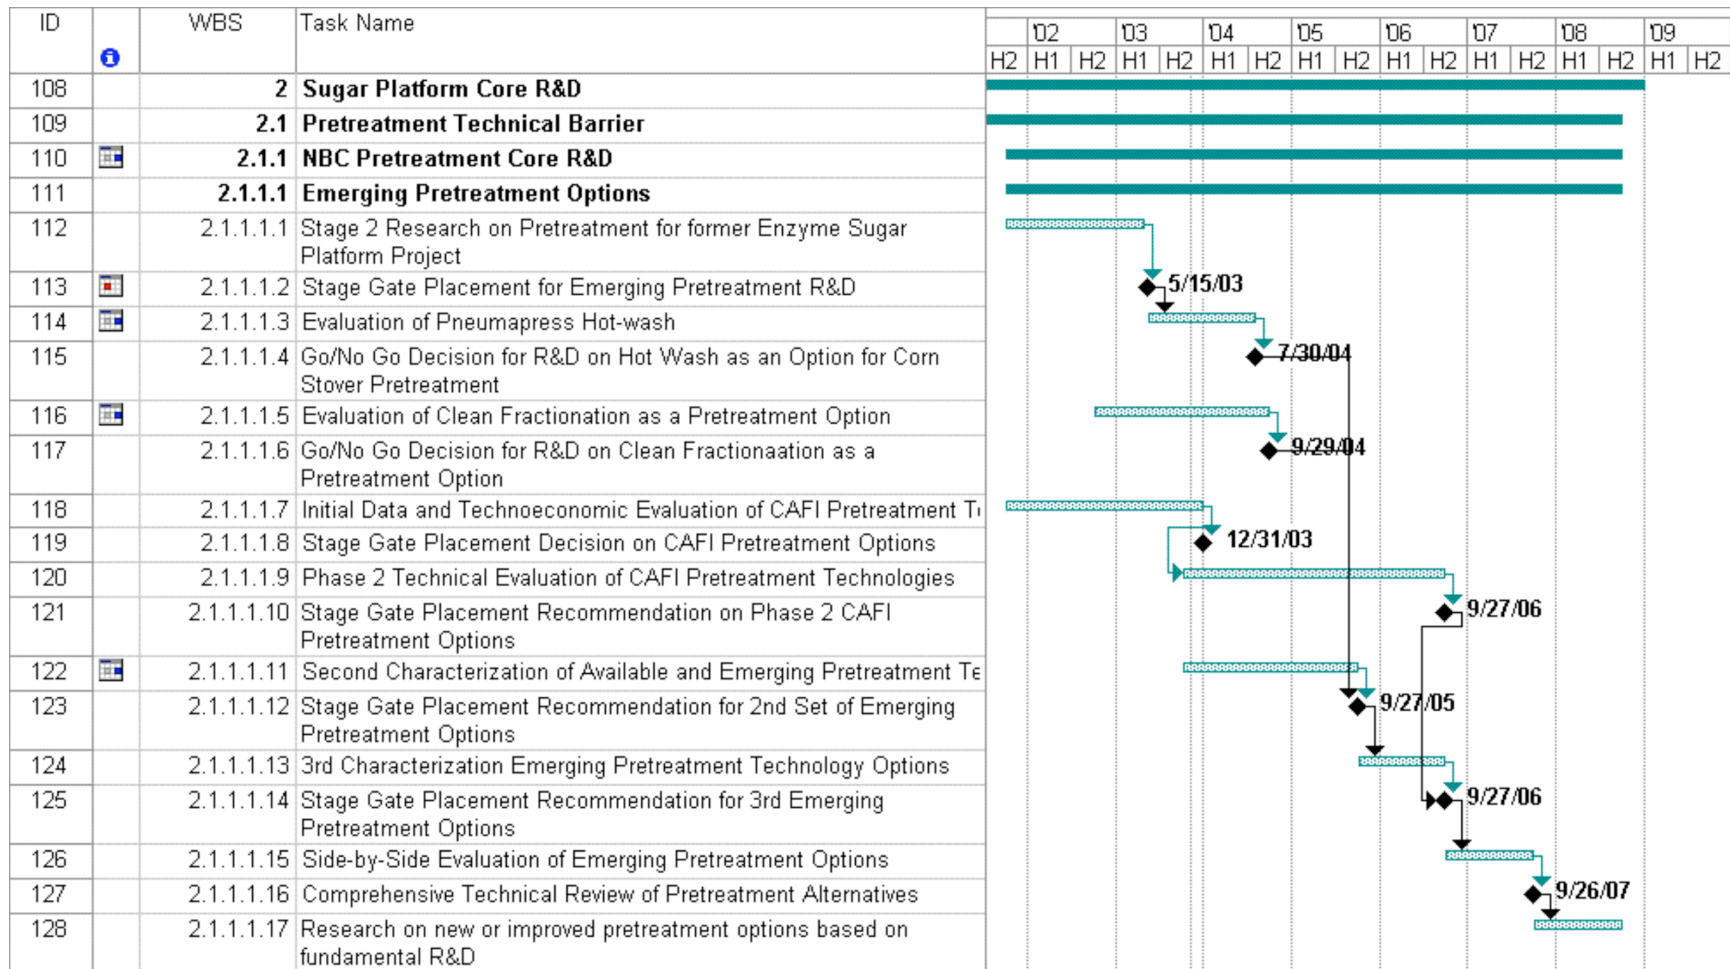 ID WBS Task Name
'02 '03 '04 '05 '06 '07 '08 '09
H2 H1 H2 H1 H2 H1 H2 H1 H2 H1 H2 H1 H2 H1 H2 H1 H2
108 2 Sugar Platform Core R&D
109 2.1 Pretreatment Technical Barrier
110 2.1.1 NBC Pretreatment Core R&D
111 2.1.1.1 Emerging Pretreatment Options
112 2.1.1.1.1 Stage 2 Research on Pretreatment for former Enzyme Sugar
Platform Project
113 2.1.1.1.2 Stage Gate Placement for Emerging Pretreatment R&D 5/15/03
114 2.1.1.1.3 Evaluation of Pneumapress Hot-wash
115 2.1.1.1.4 Go/No Go Decision for R&D on Hot Wash as an Option for Corn 7/30/04
Stover Pretreatment
116 2.1.1.1.5 Evaluation of Clean Fractionation as a Pretreatment Option
117 2.1.1.1.6 Go/No Go Decision for R&D on Clean Fractionaation as a 9/29/04
Pretreatment Option
118 2.1.1.1.7 Initial Data and Technoeconomic Evaluation of CAFI Pretreatment
119 2.1.1.1.8 Stage Gate Placement Decision on CAFI Pretreatment Options 12/31/03
120 2.1.1.1.9 Phase 2 Technical Evaluation of CAFI Pretreatment Technologies
121 2.1.1.1.10 Stage Gate Placement Recommendation on Phase 2 CAFI 9/27/06
Pretreatment Options
122 2.1.1.1.11 Second Characterization of Available and Emerging Pretreatment Te
123 2.1.1.1.12 Stage Gate Placement Recommendation for 2nd Set of Emerging 9/27/05
Pretreatment Options
124 2.1.1.1.13 3rd Characterization Emerging Pretreatment Technology Options
125 2.1.1.1.14 Stage Gate Placement Recommendation for 3rd Emerging 9/27/06
Pretreatment Options
126 2.1.1.1.15 Side-by-Side Evaluation of Emerging Pretreatment Options
127 2.1.1.1.16 Comprehensive Technical Review of Pretreatment Alternatives 9/26/07
128 2.1.1.1.17 Research on new or improved pretreatment options based on
fundamental R&D